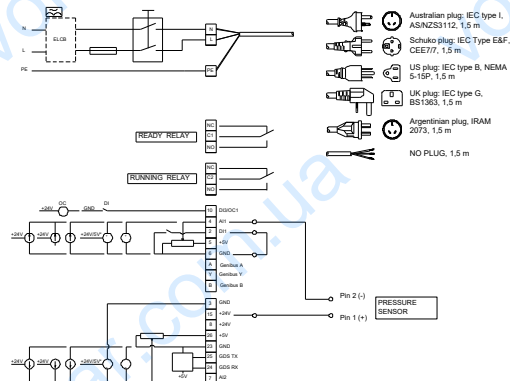 N
ELCB
L
PE
N
L
PE
Australian plug: IEC type I,
AS/NZS3112, 1,5 m
Schuko plug: IEC Type E&F,
CEE7/7, 1,5 m
US plug: IEC type B, NEMA
5-15P, 1,5 m
UK plug: IEC type G,
BS1363, 1,5 m
Argentinian plug, IRAM
2073, 1,5 m
NO PLUG, 1,5 m
READY RELAY
NC
C1
NO
RUNNING RELAY
NC
C2
NO
+24V OC GND DI
10 DI3/OC1
4 AI1
2 DI1
5 +5V
6 GND
A Genibus A
Y Genibus Y
B Genibus B
+24V +24V +24V/5V*
3 GND
15 +24V
8 +24V
26 +5V
23 GND
25 GDS TX
24 GDS RX
7 AI2
+5V
+24V +24V +24V/5V*
Pin 2 (-)
Pin 1 (+)
PRESSURE
SENSOR